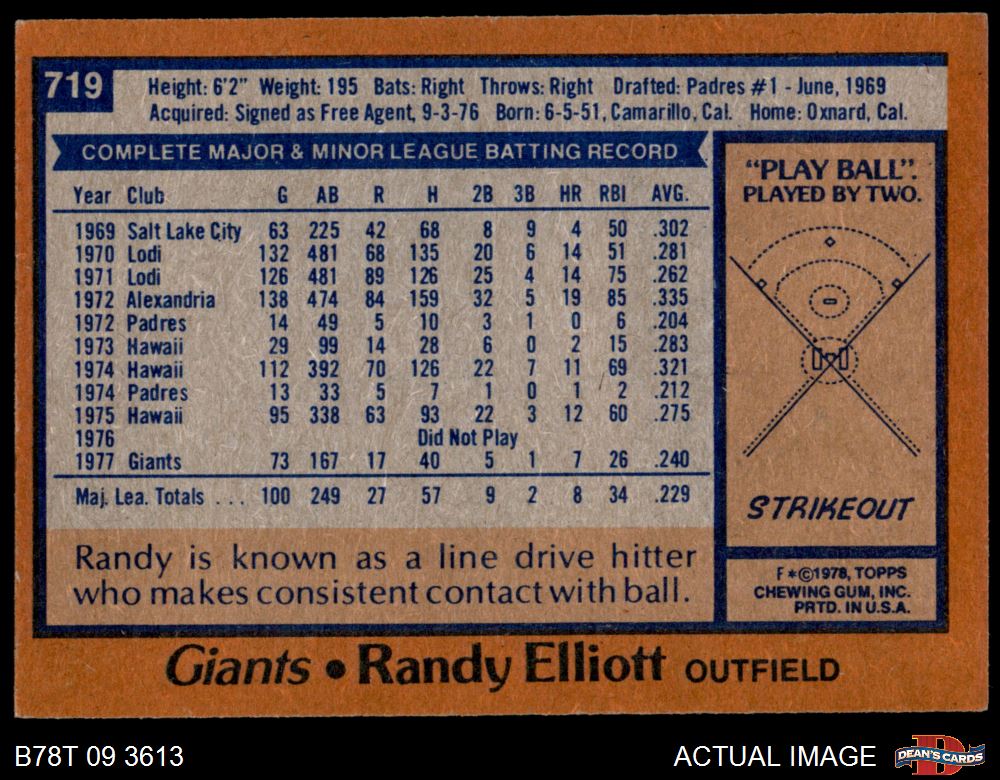 719
Height: 6'2" Weight: 195 Bats: Right Throws: Right Drafted: Padres #1 - June, 1969
Acquired: Signed as Free Agent, 9-3-76 Born: 6-5-51, Camarillo, Cal. Home: Oxnard, Cal.
COMPLETE MAJOR & MINOR LEAGUE BATTING RECORD
Year Club G AB R H 2B 3B HR RBI AVG.
1969 Salt Lake City 63 225 42 68 8 9 4 50 .302
1970 Lodi 132 481 68 135 20 6 14 51 .281
1971 Lodi 126 481 89 126 25 4 14 75 .262
1972 Alexandria 138 474 84 159 32 5 19 85 .335
1972 Padres 14 49 5 10 3 1 0 6 .204
1973 Hawaii 29 99 14 28 6 0 2 15 .283
1974 Hawaii 112 392 70 126 22 7 11 69 .321
1974 Padres 13 33 5 7 1 0 1 2 .212
1975 Hawaii 95 338 63 93 22 3 12 60 .275
1976 Did Not Play
1977 Giants 73 167 17 40 5 1 7 26 .240
Maj. Lea. Totals . . . 100 249 27 57 9 2 8 34 .229
Randy is known as a line drive hitter
who makes consistent contact with ball.
"PLAY BALL".
PLAYED BY TWO.
STRIKEOUT
F*©1978, TOPPS
CHEWING GUM, INC.
PRTD. IN U.S.A.
Giants • Randy Elliott OUTFIELD
B78T 09 3613
ACTUAL IMAGE
D
DEAN'S CARDS